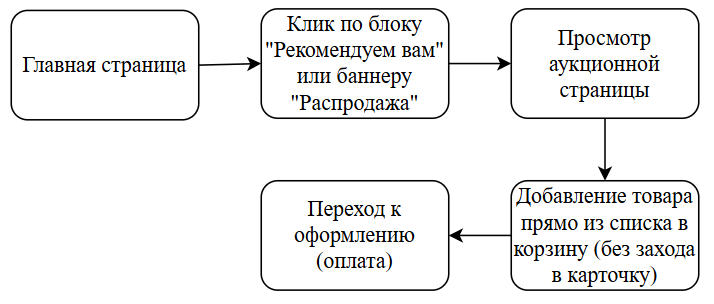 Главная страница
Клик по блоку
"Рекомендуем вам"
или баннеру
"Распродажа"
Просмотр
аукционной
страницы
Добавление товара
прямо из списка в
корзину (без захода
в карточку)
Переход к
оформлению
(оплата)